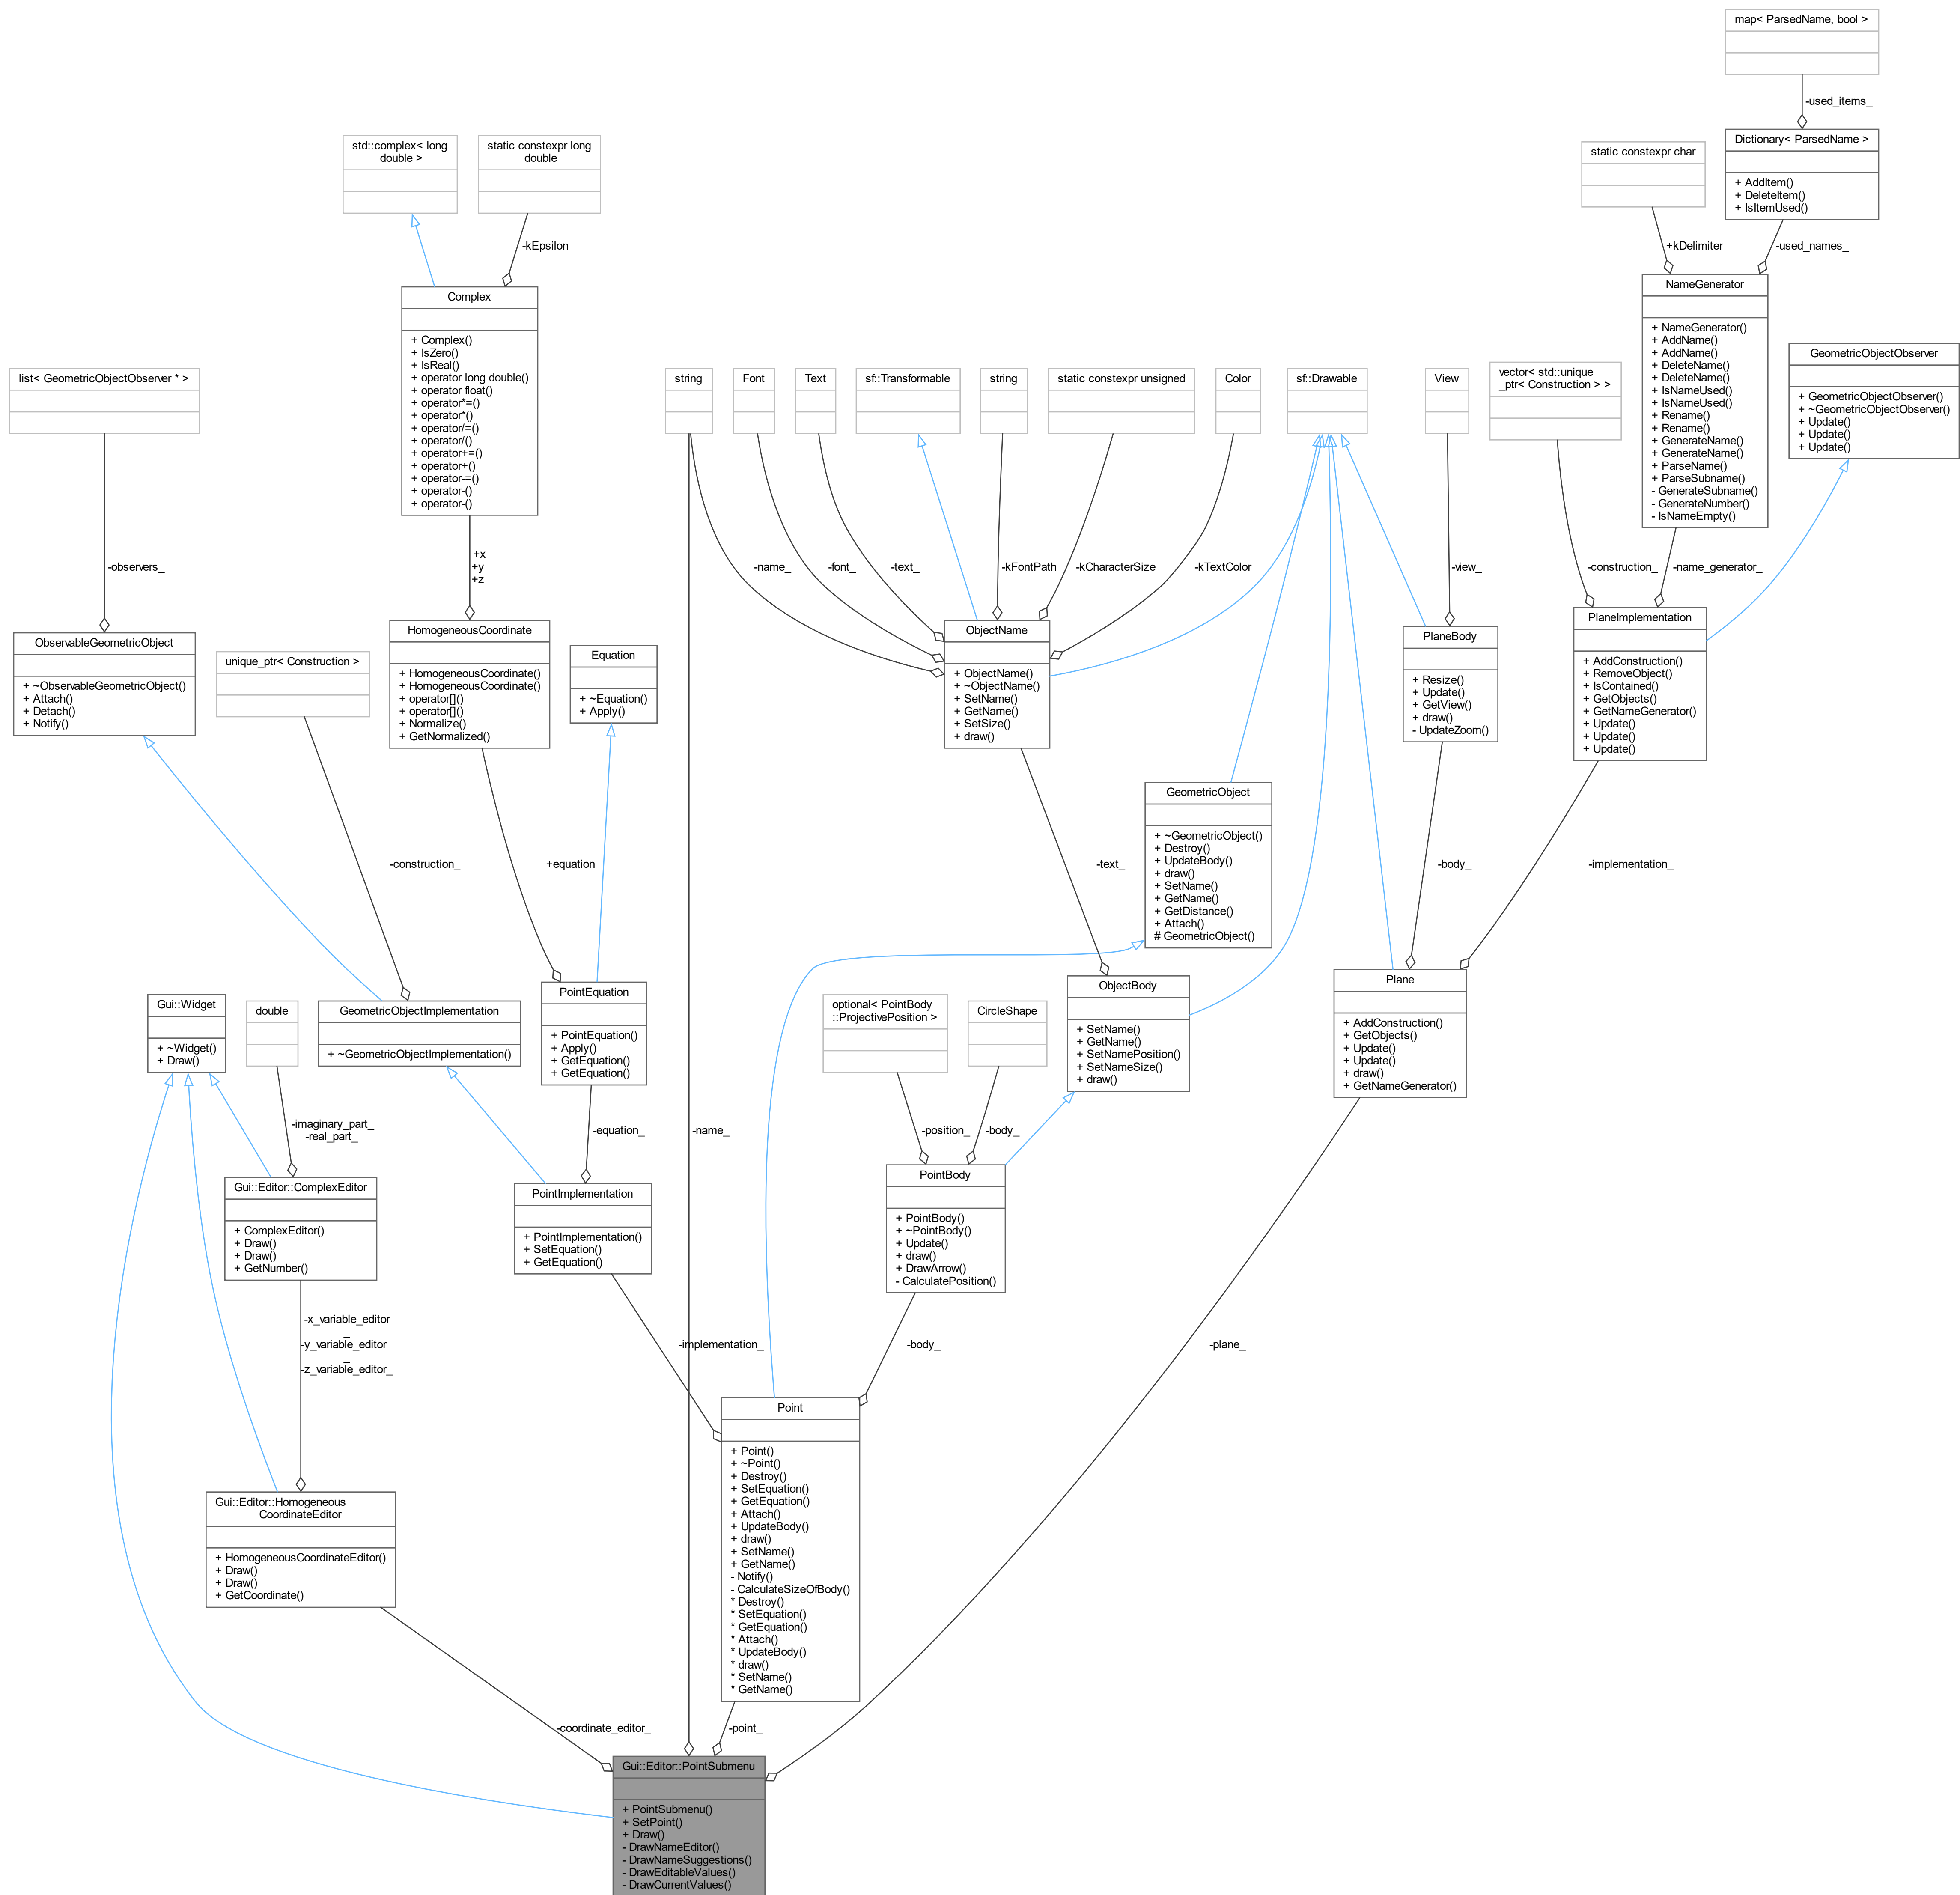 map< ParsedName, bool >
-used_items_
Dictionary< ParsedName >
+ AddItem()
+ DeleteItem()
+ IsItemUsed()
static constexpr char
+kDelimiter
-used_names_
std::complex< long
double >
static constexpr long
double
-kEpsilon
Complex
+ Complex()
+ IsZero()
+ IsReal()
+ operator long double()
+ operator float()
+ operator*=()
+ operator*()
+ operator/=()
+ operator/()
+ operator+=()
+ operator+()
+ operator-=()
+ operator-()
+ operator-()
NameGenerator
+ NameGenerator()
+ AddName()
+ AddName()
+ DeleteName()
+ DeleteName()
+ IsNameUsed()
+ IsNameUsed()
+ Rename()
+ Rename()
+ GenerateName()
+ GenerateName()
+ ParseName()
+ ParseSubname()
- GenerateSubname()
- GenerateNumber()
- IsNameEmpty()
GeometricObjectObserver
+ GeometricObjectObserver()
+ ~GeometricObjectObserver()
+ Update()
+ Update()
+ Update()
list< GeometricObjectObserver * >
string
Font
Text
sf::Transformable
string
static constexpr unsigned
Color
sf::Drawable
View
vector< std::unique
_ptr< Construction > >
-observers_
+x
+y
+z
-name_
-font_
-text_
-kFontPath
-kCharacterSize
-kTextColor
-view_
-construction_
-name_generator_
ObservableGeometricObject
+ ~ObservableGeometricObject()
+ Attach()
+ Detach()
+ Notify()
unique_ptr< Construction >
HomogeneousCoordinate
+ HomogeneousCoordinate()
+ HomogeneousCoordinate()
+ operator[]()
+ operator[]()
+ Normalize()
+ GetNormalized()
Equation
+ ~Equation()
+ Apply()
ObjectName
+ ObjectName()
+ ~ObjectName()
+ SetName()
+ GetName()
+ SetSize()
+ draw()
PlaneBody
+ Resize()
+ Update()
+ GetView()
+ draw()
- UpdateZoom()
PlaneImplementation
+ AddConstruction()
+ RemoveObject()
+ IsContained()
+ GetObjects()
+ GetNameGenerator()
+ Update()
+ Update()
+ Update()
GeometricObject
+ ~GeometricObject()
+ Destroy()
+ UpdateBody()
+ draw()
+ SetName()
+ GetName()
+ GetDistance()
+ Attach()
# GeometricObject()
-construction_
+equation
-text_
-body_
-implementation_
Gui::Widget
+ ~Widget()
+ Draw()
double
GeometricObjectImplementation
+ ~GeometricObjectImplementation()
PointEquation
+ PointEquation()
+ Apply()
+ GetEquation()
+ GetEquation()
optional< PointBody
::ProjectivePosition >
CircleShape
ObjectBody
+ SetName()
+ GetName()
+ SetNamePosition()
+ SetNameSize()
+ draw()
Plane
+ AddConstruction()
+ GetObjects()
+ Update()
+ Update()
+ draw()
+ GetNameGenerator()
-imaginary_part_
-real_part_
-equation_
-name_
-position_
-body_
Gui::Editor::ComplexEditor
+ ComplexEditor()
+ Draw()
+ Draw()
+ GetNumber()
PointImplementation
+ PointImplementation()
+ SetEquation()
+ GetEquation()
PointBody
+ PointBody()
+ ~PointBody()
+ Update()
+ draw()
+ DrawArrow()
- CalculatePosition()
-x_variable_editor
_
-y_variable_editor
_
-z_variable_editor_
-implementation_
-body_
-plane_
Point
+ Point()
+ ~Point()
+ Destroy()
+ SetEquation()
+ GetEquation()
+ Attach()
+ UpdateBody()
+ draw()
+ SetName()
+ GetName()
- Notify()
- CalculateSizeOfBody()
* Destroy()
* SetEquation()
* GetEquation()
* Attach()
* UpdateBody()
* draw()
* SetName()
* GetName()
Gui::Editor::Homogeneous
CoordinateEditor
+ HomogeneousCoordinateEditor()
+ Draw()
+ Draw()
+ GetCoordinate()
-coordinate_editor_
-point_
Gui::Editor::PointSubmenu
+ PointSubmenu()
+ SetPoint()
+ Draw()
- DrawNameEditor()
- DrawNameSuggestions()
- DrawEditableValues()
- DrawCurrentValues()